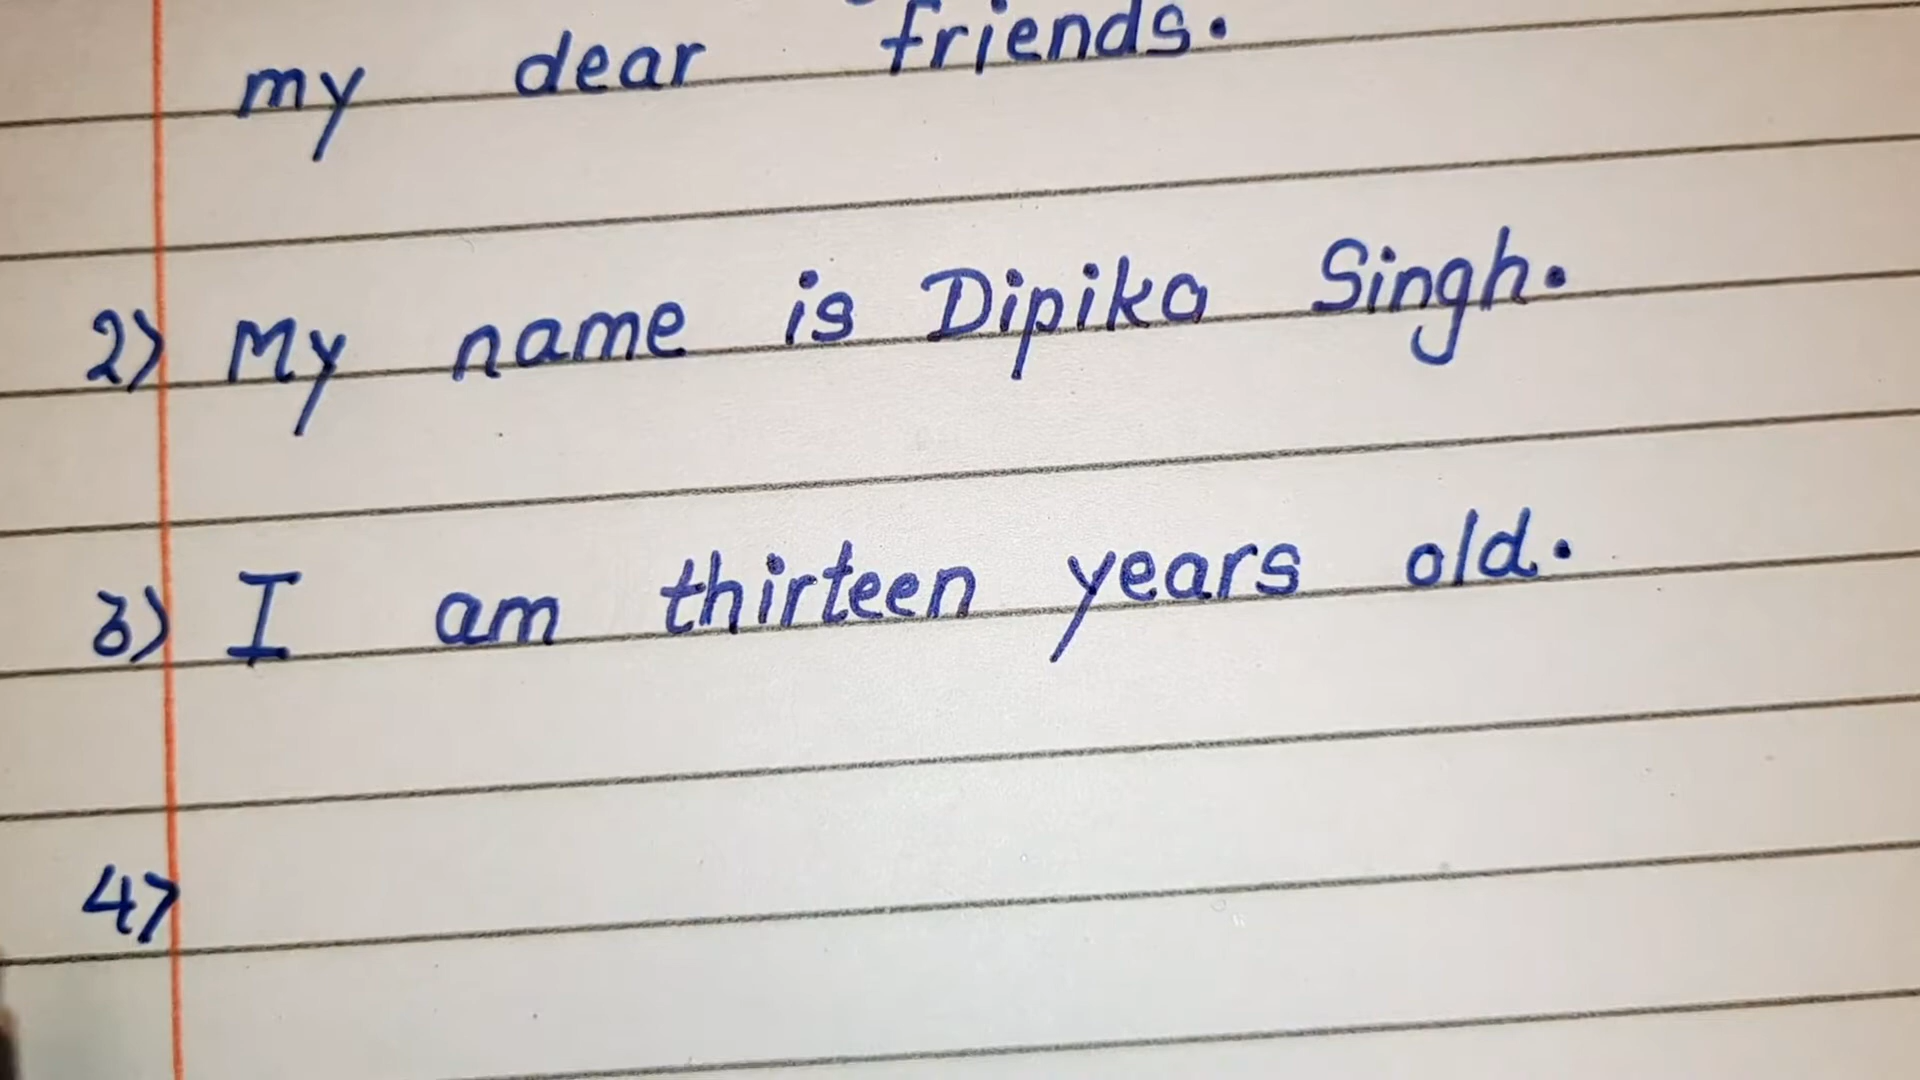 my dear friends.
2) My name is Dipika Singh.
3) I am thirteen years old.
4)